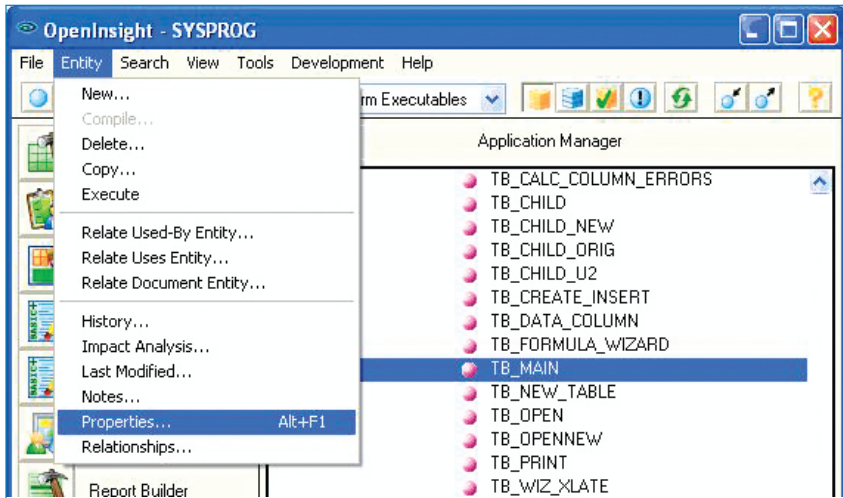 OpenInsight - SYSPROG
File Entity Search View Tools Development Help
New...
rm Executables
Compile...
Delete...
Application Manager
Copy...
Execute
Relate Used-By Entity...
Relate Uses Entity...
Relate Document Entity...
History...
Impact Analysis...
Last Modified...
Notes...
Properties... Alt+F1
Relationships...
Report Builder
TB_CALC_COLUMN_ERRORS
TB_CHILD
TB_CHILD_NEW
TB_CHILD_ORIG
TB_CHILD_U2
TB_CREATE_INSERT
TB_DATA_COLUMN
TB_FORMULA_WIZARD
TB_MAIN
TB_NEW_TABLE
TB_OPEN
TB_OPENNEW
TB_PRINT
TB_WIZ_XLATE
BASIC+
BASIC+